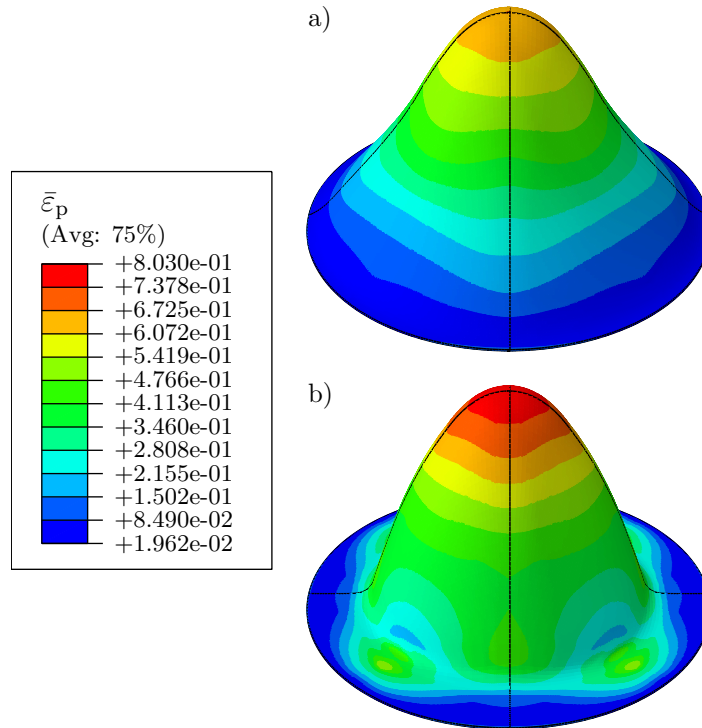 a)
ε̄p
(Avg: 75%)
+8.030e-01
+7.378e-01
+6.725e-01
+6.072e-01
+5.419e-01
+4.766e-01
+4.113e-01
+3.460e-01
+2.808e-01
+2.155e-01
+1.502e-01
+8.490e-02
+1.962e-02
b)